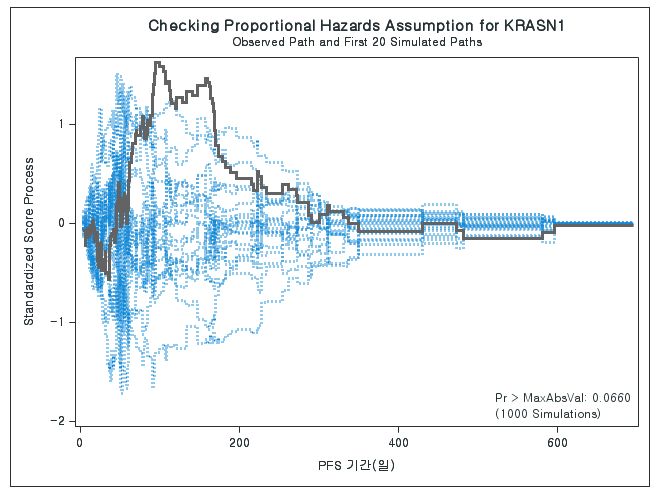 Checking Proportional Hazards Assumption for KRASN1
Observed Path and First 20 Simulated Paths
Standardized Score Process
1
0
−1
−2
Pr > MaxAbsVal: 0.0660
(1000 Simulations)
0 200 400 600
PFS 기간(일)